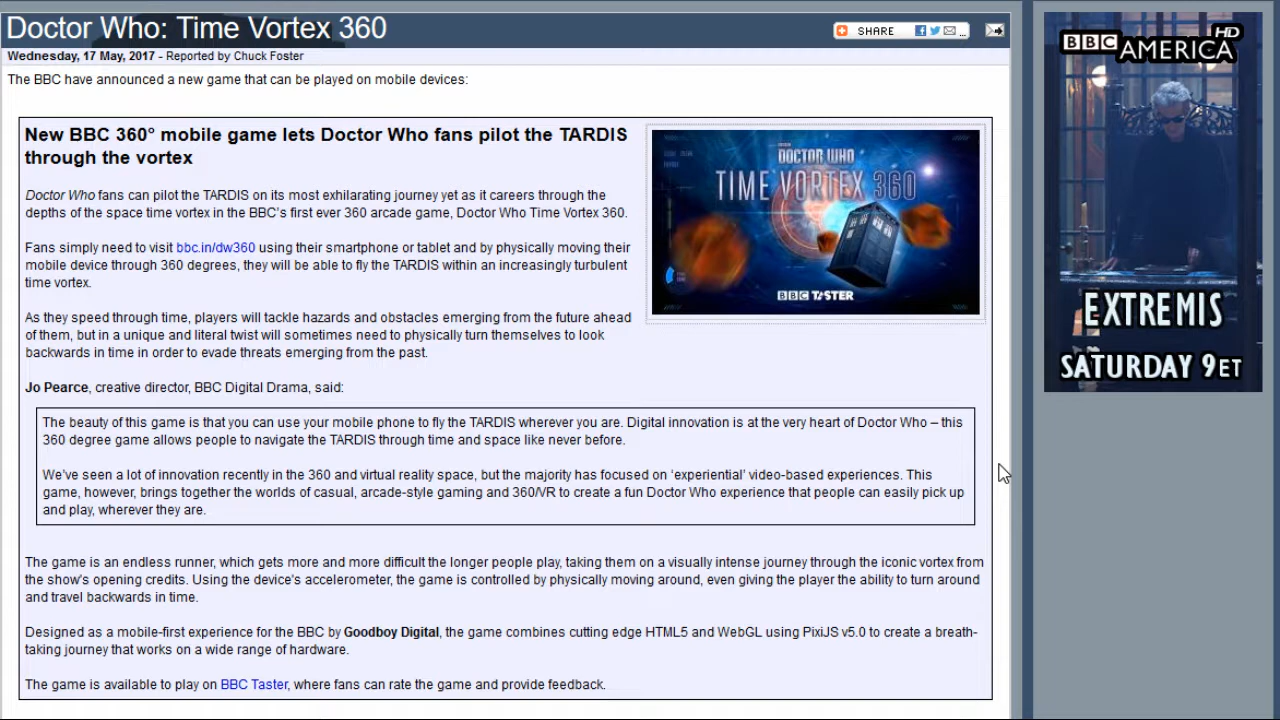 Doctor Who: Time Vortex 360
SHARE ...
Wednesday, 17 May, 2017 - Reported by Chuck Foster
The BBC have announced a new game that can be played on mobile devices:
New BBC 360° mobile game lets Doctor Who fans pilot the TARDIS
through the vortex
Doctor Who fans can pilot the TARDIS on its most exhilarating journey yet as it careers through the
depths of the space time vortex in the BBC's first ever 360 arcade game, Doctor Who Time Vortex 360.
Fans simply need to visit bbc.in/dw360 using their smartphone or tablet and by physically moving their
mobile device through 360 degrees, they will be able to fly the TARDIS within an increasingly turbulent
time vortex.
As they speed through time, players will tackle hazards and obstacles emerging from the future ahead
of them, but in a unique and literal twist will sometimes need to physically turn themselves to look
backwards in time in order to evade threats emerging from the past.
Jo Pearce, creative director, BBC Digital Drama, said:
The beauty of this game is that you can use your mobile phone to fly the TARDIS wherever you are. Digital innovation is at the very heart of Doctor Who – this
360 degree game allows people to navigate the TARDIS through time and space like never before.
We've seen a lot of innovation recently in the 360 and virtual reality space, but the majority has focused on 'experiential' video-based experiences. This
game, however, brings together the worlds of casual, arcade-style gaming and 360/VR to create a fun Doctor Who experience that people can easily pick up
and play, wherever they are.
The game is an endless runner, which gets more and more difficult the longer people play, taking them on a visually intense journey through the iconic vortex from
the show's opening credits. Using the device's accelerometer, the game is controlled by physically moving around, even giving the player the ability to turn around
and travel backwards in time.
Designed as a mobile-first experience for the BBC by Goodboy Digital, the game combines cutting edge HTML5 and WebGL using PixiJS v5.0 to create a breath-
taking journey that works on a wide range of hardware.
The game is available to play on BBC Taster, where fans can rate the game and provide feedback.
DOCTOR WHO
TIME VORTEX 360
BBC TASTER
BBC AMERICA HD
EXTREMIS
SATURDAY 9ET